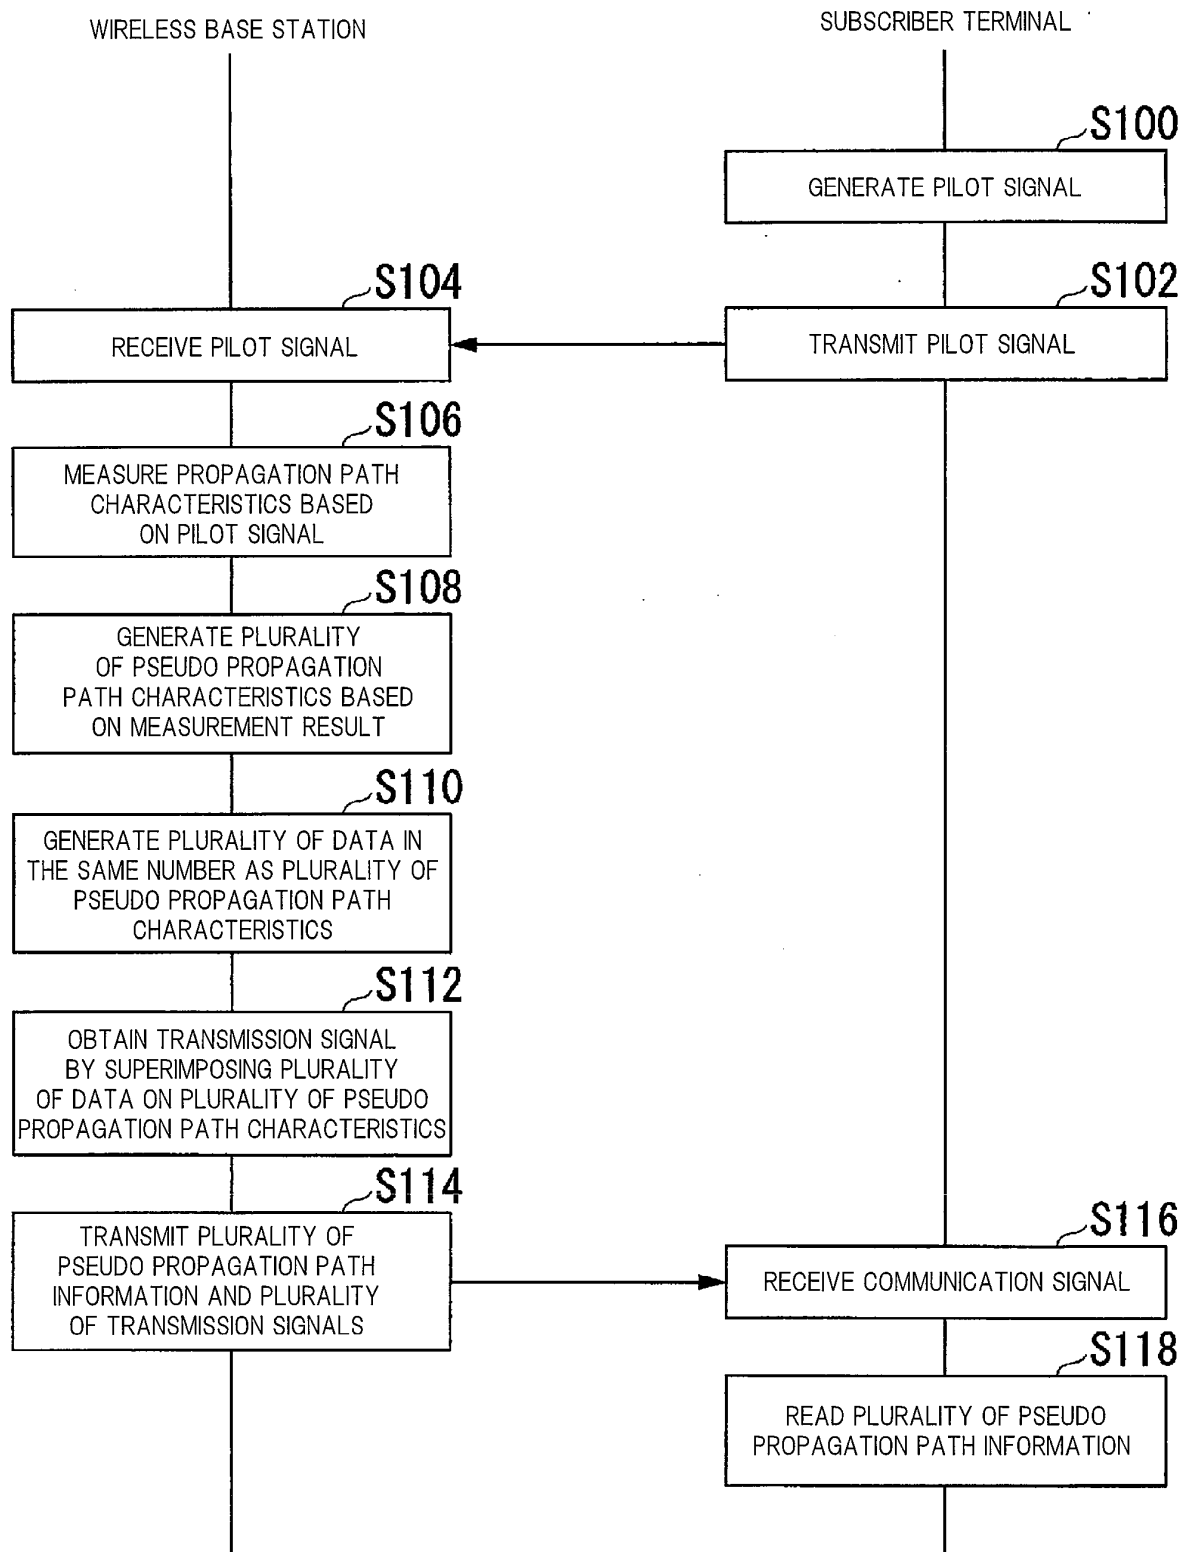 WIRELESS BASE STATION
SUBSCRIBER TERMINAL
S100
GENERATE PILOT SIGNAL
S104
S102
RECEIVE PILOT SIGNAL
TRANSMIT PILOT SIGNAL
S106
MEASURE PROPAGATION PATH
CHARACTERISTICS BASED
ON PILOT SIGNAL
S108
GENERATE PLURALITY
OF PSEUDO PROPAGATION
PATH CHARACTERISTICS BASED
ON MEASUREMENT RESULT
S110
GENERATE PLURALITY OF DATA IN
THE SAME NUMBER AS PLURALITY OF
PSEUDO PROPAGATION PATH
CHARACTERISTICS
S112
OBTAIN TRANSMISSION SIGNAL
BY SUPERIMPOSING PLURALITY
OF DATA ON PLURALITY OF PSEUDO
PROPAGATION PATH CHARACTERISTICS
S114
TRANSMIT PLURALITY OF
PSEUDO PROPAGATION PATH
INFORMATION AND PLURALITY
OF TRANSMISSION SIGNALS
S116
RECEIVE COMMUNICATION SIGNAL
S118
READ PLURALITY OF PSEUDO
PROPAGATION PATH INFORMATION